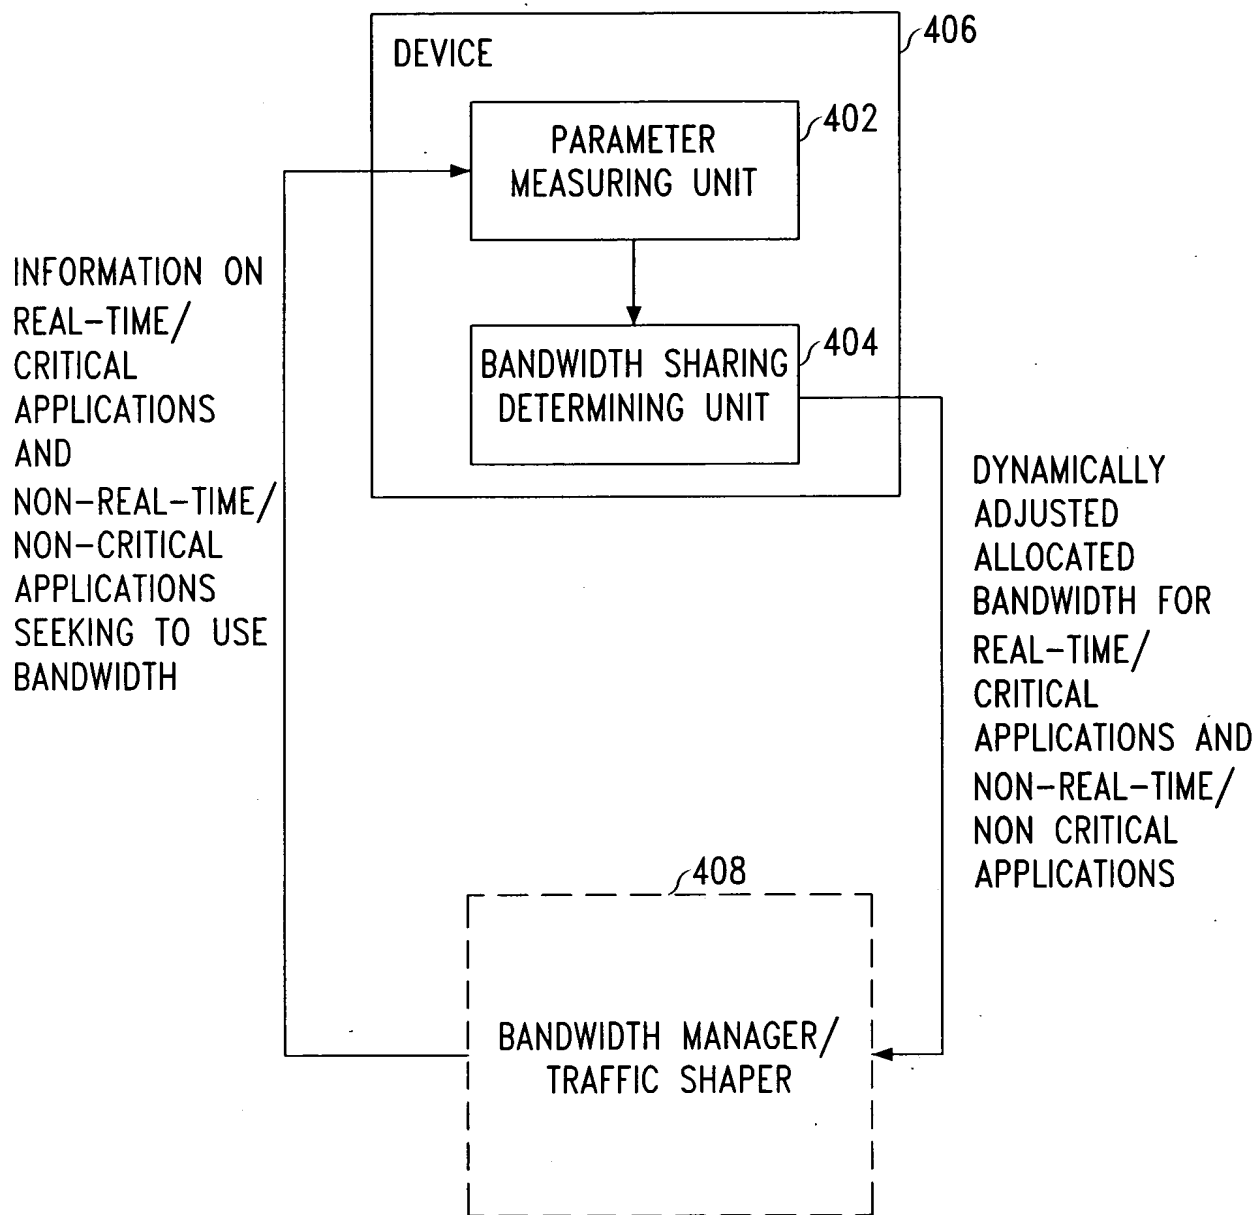 406
DEVICE
402
PARAMETER
MEASURING UNIT
404
BANDWIDTH SHARING
DETERMINING UNIT
INFORMATION ON
REAL-TIME/
CRITICAL
APPLICATIONS
AND
NON-REAL-TIME/
NON-CRITICAL
APPLICATIONS
SEEKING TO USE
BANDWIDTH
DYNAMICALLY
ADJUSTED
ALLOCATED
BANDWIDTH FOR
REAL-TIME/
CRITICAL
APPLICATIONS AND
NON-REAL-TIME/
NON CRITICAL
APPLICATIONS
408
BANDWIDTH MANAGER/
TRAFFIC SHAPER